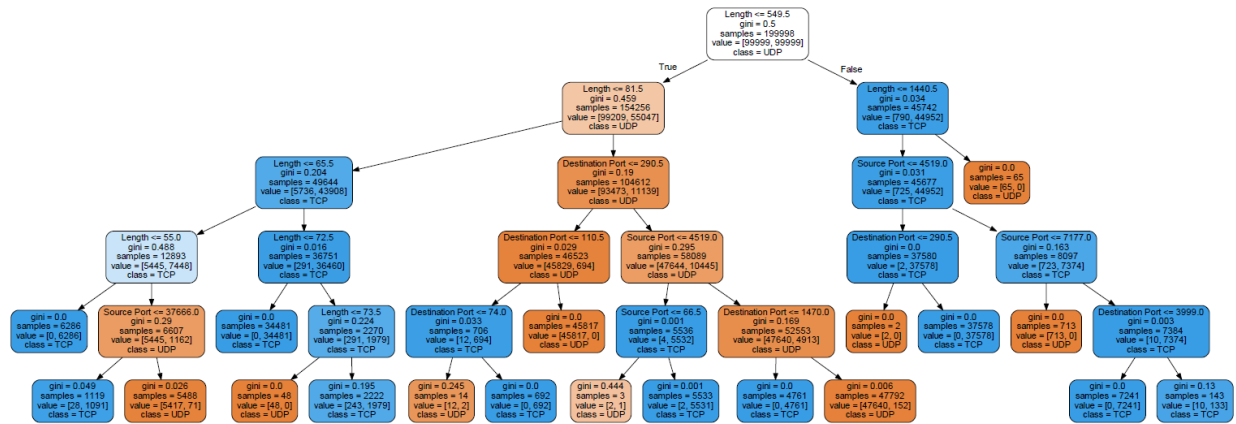 Length <= 549.5
gini = 0.5
samples = 199998
value = [99999, 99999]
class = UDP
True
False
Length <= 81.5
gini = 0.459
samples = 154256
value = [99209, 55047]
class = UDP
Length <= 1440.5
gini = 0.034
samples = 45742
value = [790, 44952]
class = TCP
Length <= 65.5
gini = 0.204
samples = 49644
value = [5736, 43908]
class = TCP
Destination Port <= 290.5
gini = 0.19
samples = 104612
value = [93473, 11139]
class = UDP
Source Port <= 4519.0
gini = 0.031
samples = 45677
value = [725, 44952]
class = TCP
gini = 0.0
samples = 65
value = [65, 0]
class = UDP
Length <= 55.0
gini = 0.488
samples = 12893
value = [5445, 7448]
class = TCP
Length <= 72.5
gini = 0.016
samples = 36751
value = [291, 36460]
class = TCP
Destination Port <= 110.5
gini = 0.029
samples = 46523
value = [45829, 694]
class = UDP
Source Port <= 4519.0
gini = 0.295
samples = 58089
value = [47644, 10445]
class = UDP
Destination Port <= 290.5
gini = 0.0
samples = 37580
value = [2, 37578]
class = TCP
Source Port <= 7177.0
gini = 0.163
samples = 8097
value = [723, 7374]
class = TCP
gini = 0.0
samples = 6286
value = [0, 6286]
class = TCP
Source Port <= 37666.0
gini = 0.29
samples = 6607
value = [5445, 1162]
class = UDP
gini = 0.0
samples = 34481
value = [0, 34481]
class = TCP
Length <= 73.5
gini = 0.224
samples = 2270
value = [291, 1979]
class = TCP
Destination Port <= 74.0
gini = 0.033
samples = 706
value = [12, 694]
class = TCP
gini = 0.0
samples = 45817
value = [45817, 0]
class = UDP
Source Port <= 66.5
gini = 0.001
samples = 5536
value = [4, 5532]
class = TCP
Destination Port <= 1470.0
gini = 0.169
samples = 52553
value = [47640, 4913]
class = UDP
gini = 0.0
samples = 2
value = [2, 0]
class = UDP
gini = 0.0
samples = 37578
value = [0, 37578]
class = TCP
gini = 0.0
samples = 713
value = [713, 0]
class = UDP
Destination Port <= 3999.0
gini = 0.003
samples = 7384
value = [10, 7374]
class = TCP
gini = 0.049
samples = 1119
value = [28, 1091]
class = TCP
gini = 0.026
samples = 5488
value = [5417, 71]
class = UDP
gini = 0.0
samples = 48
value = [48, 0]
class = UDP
gini = 0.195
samples = 2222
value = [243, 1979]
class = TCP
gini = 0.245
samples = 14
value = [12, 2]
class = UDP
gini = 0.0
samples = 692
value = [0, 692]
class = TCP
gini = 0.444
samples = 3
value = [2, 1]
class = UDP
gini = 0.001
samples = 5533
value = [2, 5531]
class = TCP
gini = 0.0
samples = 4761
value = [0, 4761]
class = TCP
gini = 0.006
samples = 47792
value = [47640, 152]
class = UDP
gini = 0.0
samples = 7241
value = [0, 7241]
class = TCP
gini = 0.13
samples = 143
value = [10, 133]
class = TCP